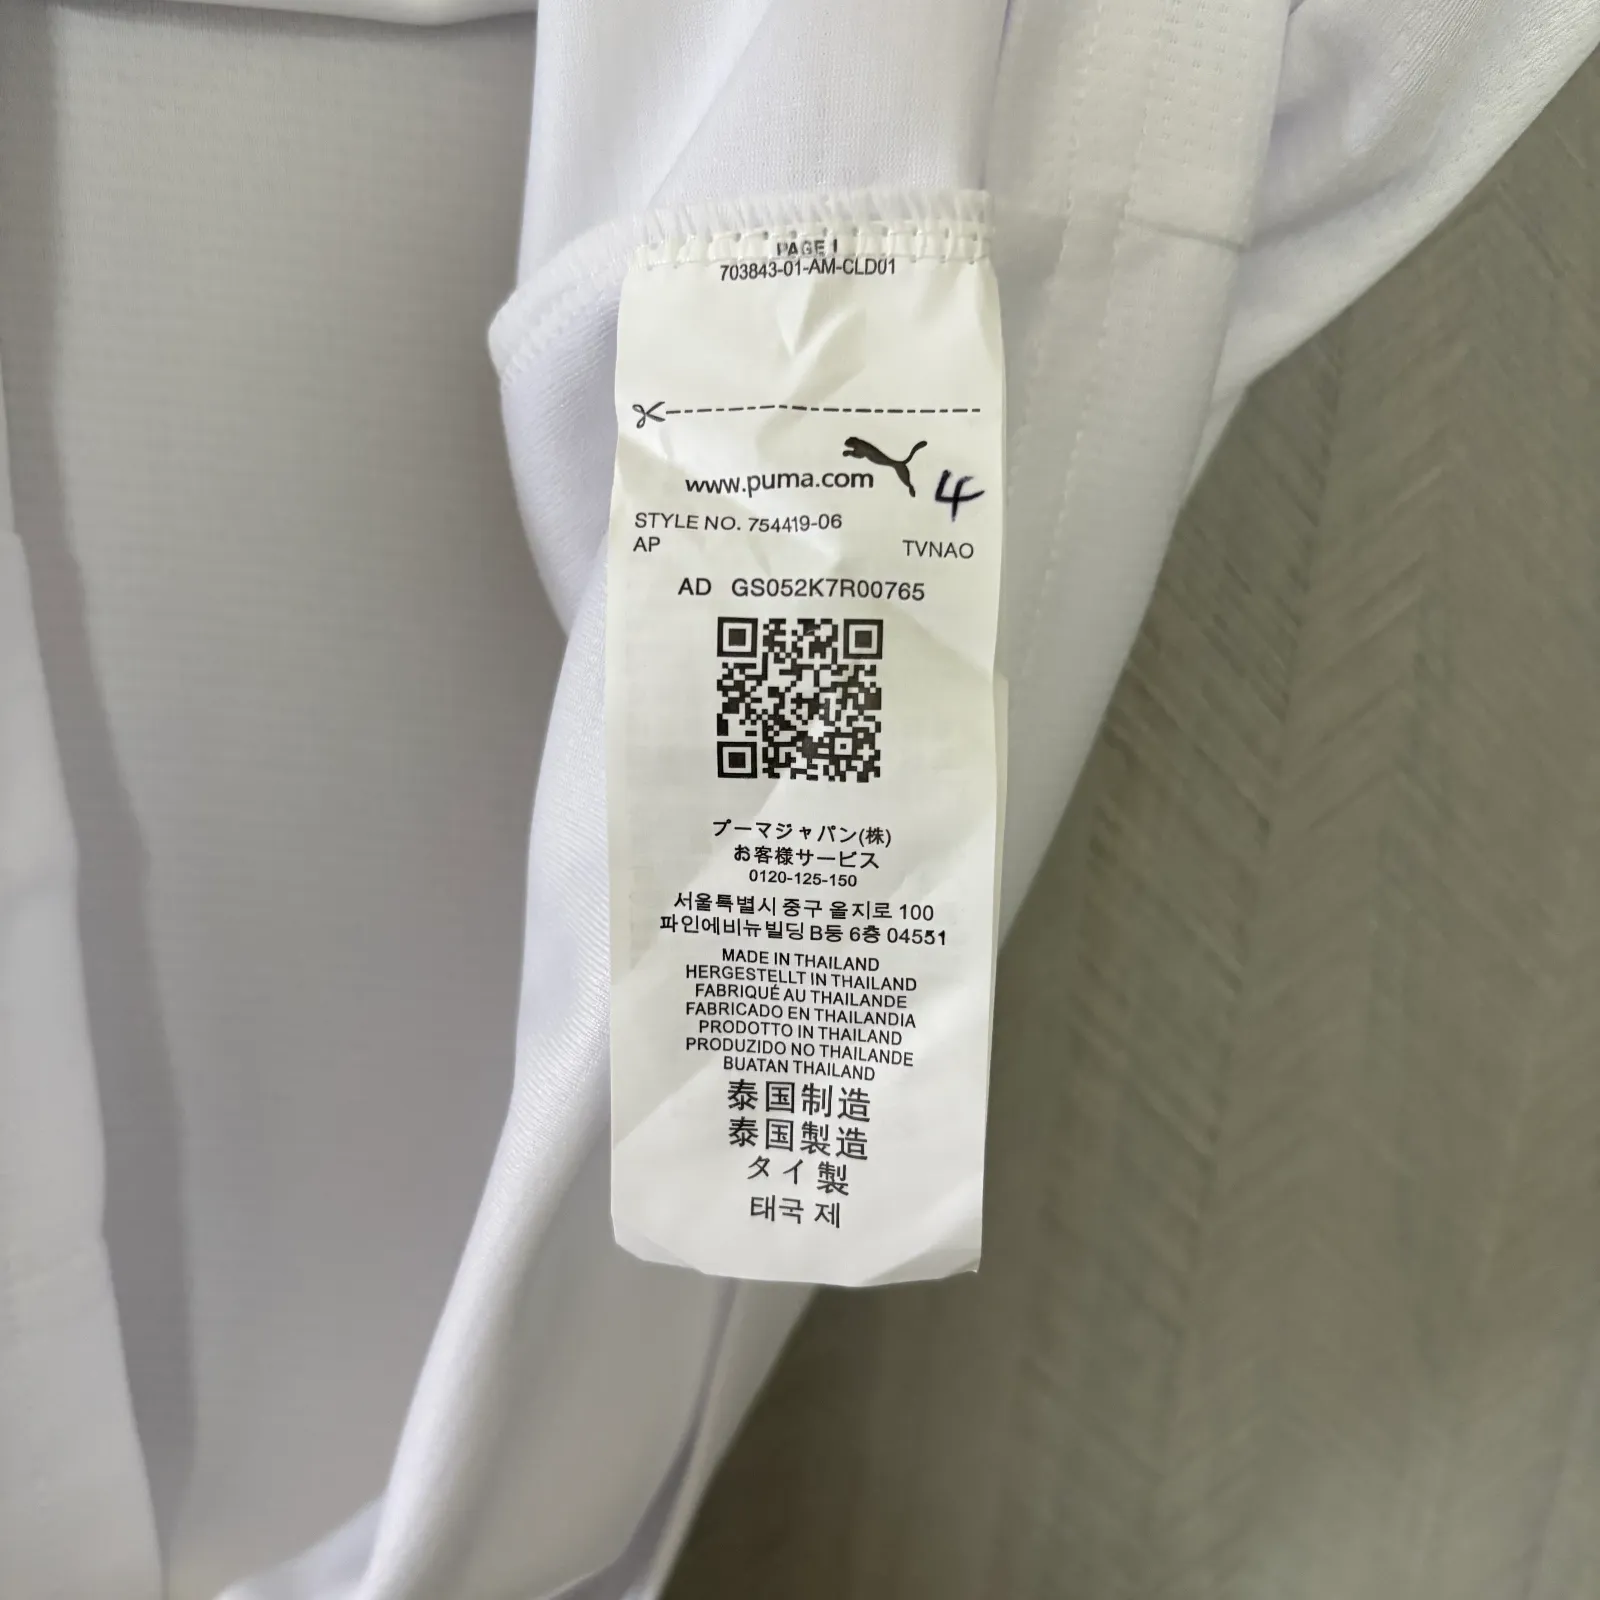 PAGE 1
703843-01-AM-CLD01
www.puma.com
4
STYLE NO. 754419-06
AP TVNAO
AD GS052K7R00765
プーマジャパン(株)
お客様サービス
0120-125-150
서울특별시 중구 을지로 100
파인에비뉴빌딩 B동 6층 04551
MADE IN THAILAND
HERGESTELLT IN THAILAND
FABRIQUÉ AU THAILANDE
FABRICADO EN THAILANDIA
PRODOTTO IN THAILAND
PRODUZIDO NO THAILANDE
BUATAN THAILAND
泰国制造
泰国製造
タイ製
태국 제